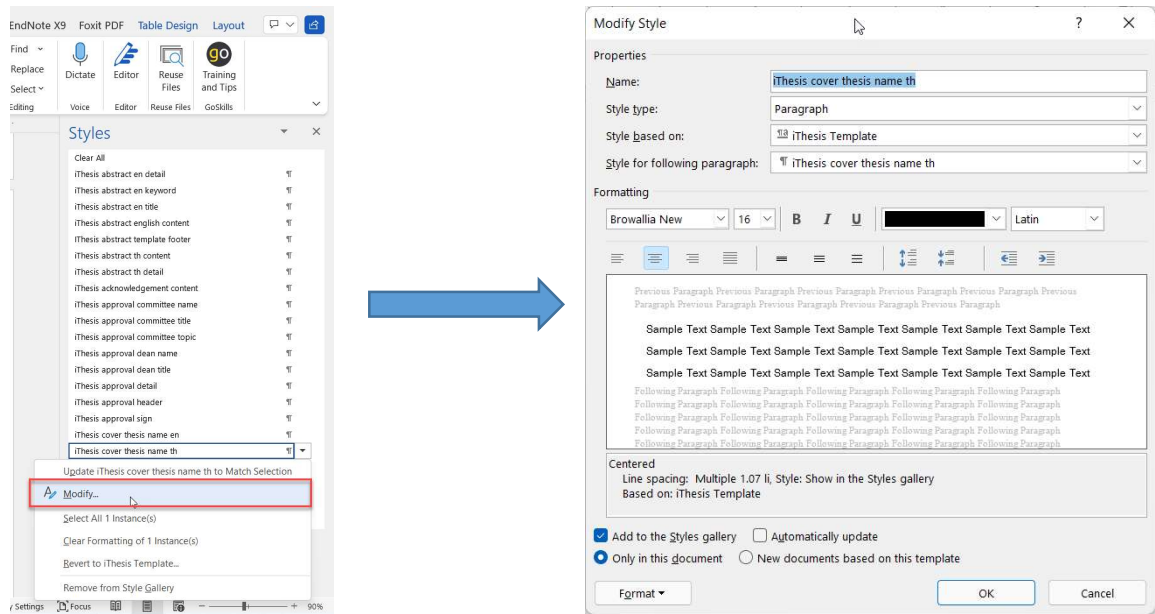 EndNote X9 Foxit PDF Table Design Layout
Find
Replace
Select
Editing
Dictate
Editor
Reuse Files
Training and Tips
go
Voice
Editor
Reuse Files
GoSkills
Styles
Clear All
iThesis abstract en detail
iThesis abstract en keyword
iThesis abstract en title
iThesis abstract english content
iThesis abstract template footer
iThesis abstract th content
iThesis abstract th detail
iThesis acknowledgement content
iThesis approval committee name
iThesis approval committee title
iThesis approval committee topic
iThesis approval dean name
iThesis approval dean title
iThesis approval detail
iThesis approval header
iThesis approval sign
iThesis cover thesis name en
iThesis cover thesis name th
Update iThesis cover thesis name th to Match Selection
Modify...
Select All 1 Instance(s)
Clear Formatting of 1 Instance(s)
Revert to iThesis Template...
Remove from Style Gallery
y Settings Focus 90%
Modify Style ?
Properties
Name: iThesis cover thesis name th
Style type: Paragraph
Style based on: iThesis Template
Style for following paragraph: ¶ iThesis cover thesis name th
Formatting
Browallia New 16 B I U Latin
Previous Paragraph Previous Paragraph Previous Paragraph Previous Paragraph Previous Paragraph Previous
Paragraph Previous Paragraph Previous Paragraph Previous Paragraph Previous Paragraph
Sample Text Sample Text Sample Text Sample Text Sample Text Sample Text Sample Text
Sample Text Sample Text Sample Text Sample Text Sample Text Sample Text Sample Text
Sample Text Sample Text Sample Text Sample Text Sample Text Sample Text Sample Text
Following Paragraph Following Paragraph Following Paragraph Following Paragraph Following Paragraph
Following Paragraph Following Paragraph Following Paragraph Following Paragraph Following Paragraph
Following Paragraph Following Paragraph Following Paragraph Following Paragraph Following Paragraph
Following Paragraph Following Paragraph Following Paragraph Following Paragraph Following Paragraph
Following Paragraph Following Paragraph Following Paragraph Following Paragraph Following Paragraph
Centered
Line spacing: Multiple 1.07 li, Style: Show in the Styles gallery
Based on: iThesis Template
Add to the Styles gallery Automatically update
Only in this document New documents based on this template
Format OK Cancel